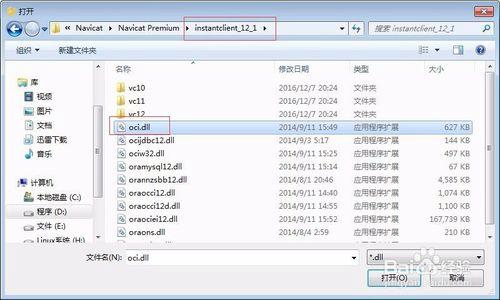 打开
« Navicat ▸ Navicat Premium ▸ instantclient_12_1 ▸
搜索 instantclient_12_1
组织 新建文件夹
库
视频
图片
文档
迅雷下载
音乐
计算机
本地磁盘 (C:)
程序 (D:)
文件 (E:)
Linux系统 (H:)
名称 修改日期 类型 大小
vc10 2016/12/7 20:24 文件夹
vc11 2016/12/7 20:24 文件夹
vc12 2016/12/7 20:24 文件夹
oci.dll 2014/9/11 15:49 应用程序扩展 627 KB
ocijdbc12.dll 2014/9/3 5:17 应用程序扩展 144 KB
ociw32.dll 2014/9/11 15:49 应用程序扩展 497 KB
oramysql12.dll 2014/9/11 15:54 应用程序扩展 98 KB
orannzsbb12.dll 2014/8/1 20:46 应用程序扩展 4,585 KB
oraocci12.dll 2014/9/11 14:40 应用程序扩展 1,074 KB
oraocci12d.dll 2014/9/11 14:55 应用程序扩展 1,100 KB
oraociei12.dll 2014/9/11 15:52 应用程序扩展 167,739 KB
oraons.dll 2014/8/4 2:59 应用程序扩展 210 KB
文件名(N): oci.dll *.dll
打开(O) 取消
Baidu经验